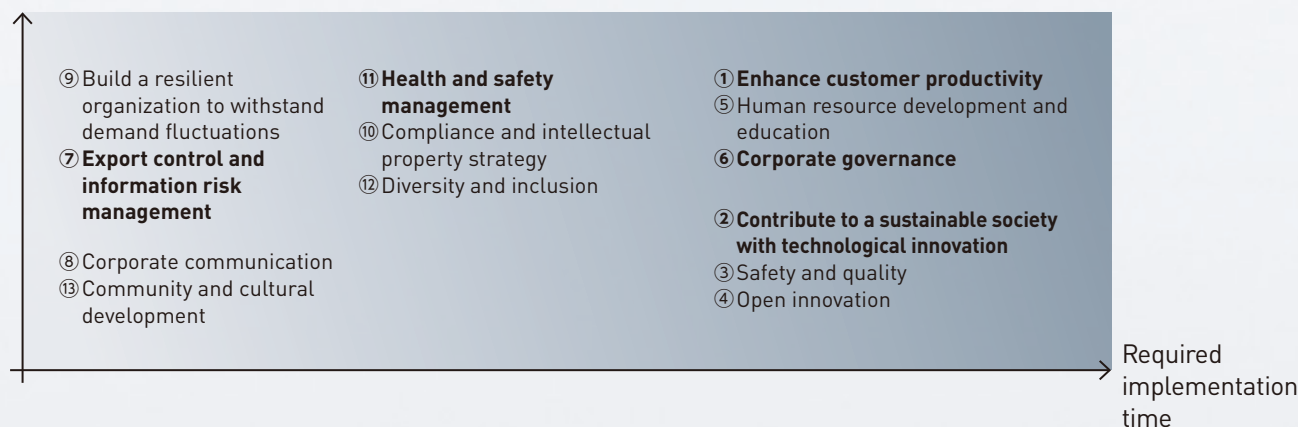 ⑨Build a resilient
organization to withstand
demand fluctuations
⑦Export control and
information risk
management
⑧Corporate communication
⑬Community and cultural
development
⑪Health and safety
management
⑩Compliance and intellectual
property strategy
⑫Diversity and inclusion
①Enhance customer productivity
⑤Human resource development and
education
⑥Corporate governance
②Contribute to a sustainable society
with technological innovation
③Safety and quality
④Open innovation
Required
implementation
time